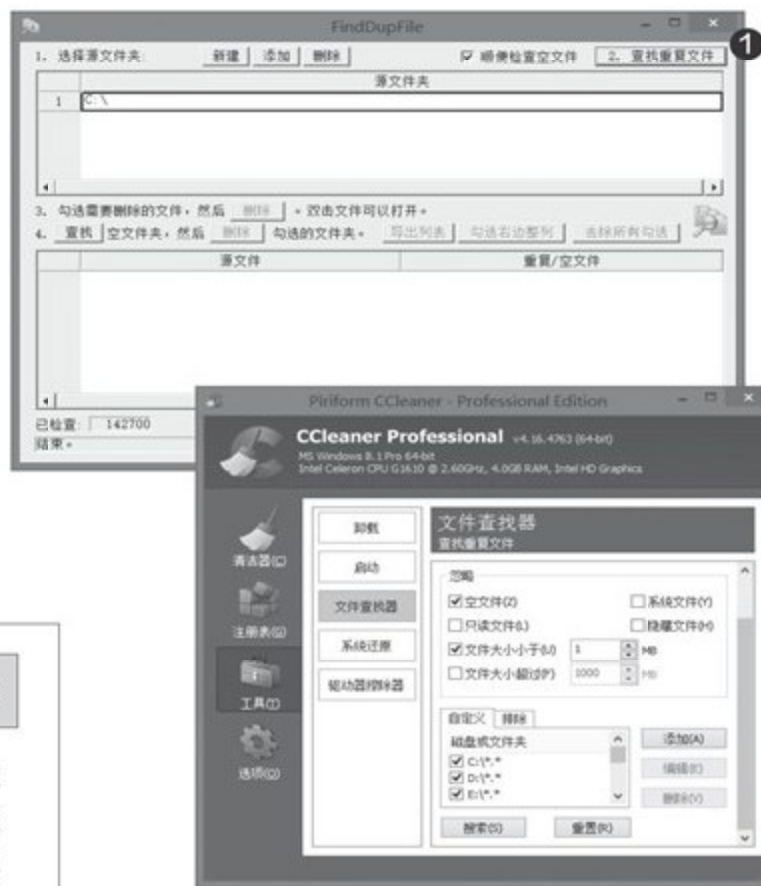 FindDupFile
1. 选择源文件夹: 新建 添加 删除 顺便检查空文件 2. 查找重复文件
1
源文件夹
1 C:\
3. 勾选需要删除的文件，然后 删除 。双击文件可以打开。
4. 查找 空文件夹，然后 删除 勾选的文件夹。 导出列表 勾选右边整列 去除所有勾选
源文件 重复/空文件
已检查: 142700
结束。
Piriform CCleaner - Professional Edition
CCleaner Professional v4.16.4763 (64-bit)
MS Windows 8.1 Pro 64-bit
Intel Celeron CPU G1610 @ 2.60GHz, 4.0GB RAM, Intel HD Graphics
清洁器(C)
注册表(G)
工具(T)
选项(O)
卸载
启动
文件查找器
系统还原
驱动器擦除器
文件查找器
查找重复文件
忽略
空文件(Z) 系统文件(Y)
只读文件(L) 隐藏文件(H)
文件大小小于(U) 1 MB
文件大小超过(P) 1000 MB
自定义 排除
磁盘或文件夹
C:\*.*
D:\*.*
E:\*.*
添加(A)
编辑(E)
删除(V)
搜索(S) 重置(R)